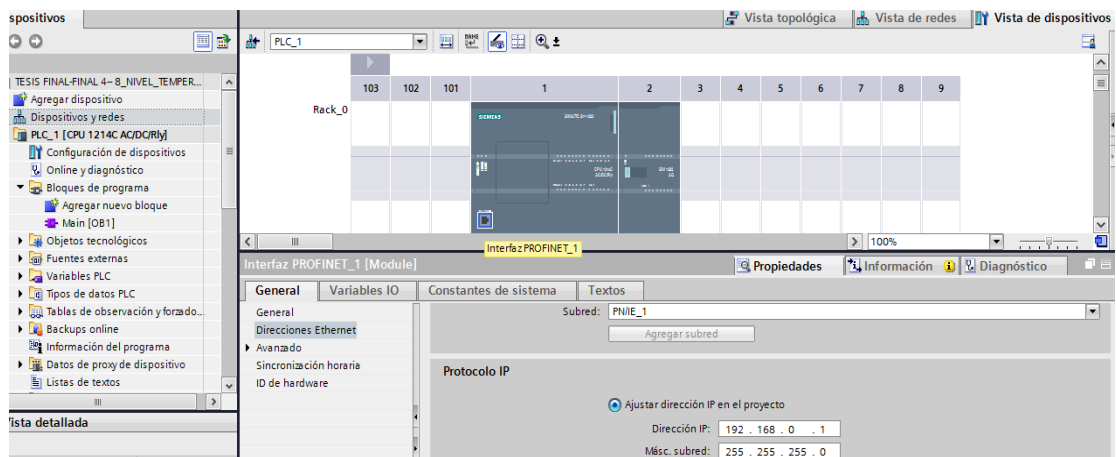 spositivos
Vista topológica
Vista de redes
Vista de dispositivos
PLC_1
TESIS FINAL-FINAL 4-- 8_NIVEL_TEMPER...
Agregar dispositivo
Dispositivos y redes
PLC_1 [CPU 1214C AC/DC/Rly]
Configuración de dispositivos
Online y diagnóstico
Bloques de programa
Agregar nuevo bloque
Main [OB1]
Objetos tecnológicos
Fuentes externas
Variables PLC
Tipos de datos PLC
Tablas de observación y forzado...
Backups online
Información del programa
Datos de proxy de dispositivo
Listas de textos
Vista detallada
103 102 101 1 2 3 4 5 6 7 8 9
Rack_0
SIEMENS
Interfaz PROFINET_1
100%
Interfaz PROFINET_1 [Module]
Propiedades
Información
Diagnóstico
General
Variables IO
Constantes de sistema
Textos
General
Direcciones Ethernet
Avanzado
Sincronización horaria
ID de hardware
Subred: PN/IE_1
Agregar subred
Protocolo IP
Ajustar dirección IP en el proyecto
Dirección IP: 192 . 168 . 0 . 1
Másc. subred: 255 . 255 . 255 . 0